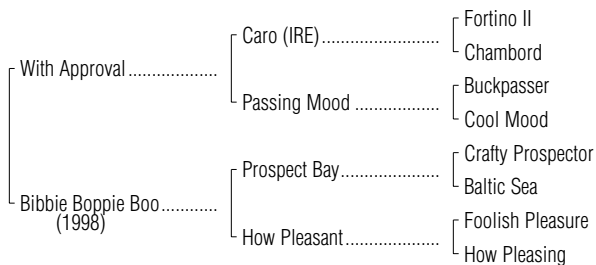 Fortino II
Caro (IRE)........................
Chambord
With Approval..................
Buckpasser
Passing Mood .................
Cool Mood
Crafty Prospector
Prospect Bay....................
Baltic Sea
Bibbie Boppie Boo...........
(1998)
Foolish Pleasure
How Pleasant...................
How Pleasing